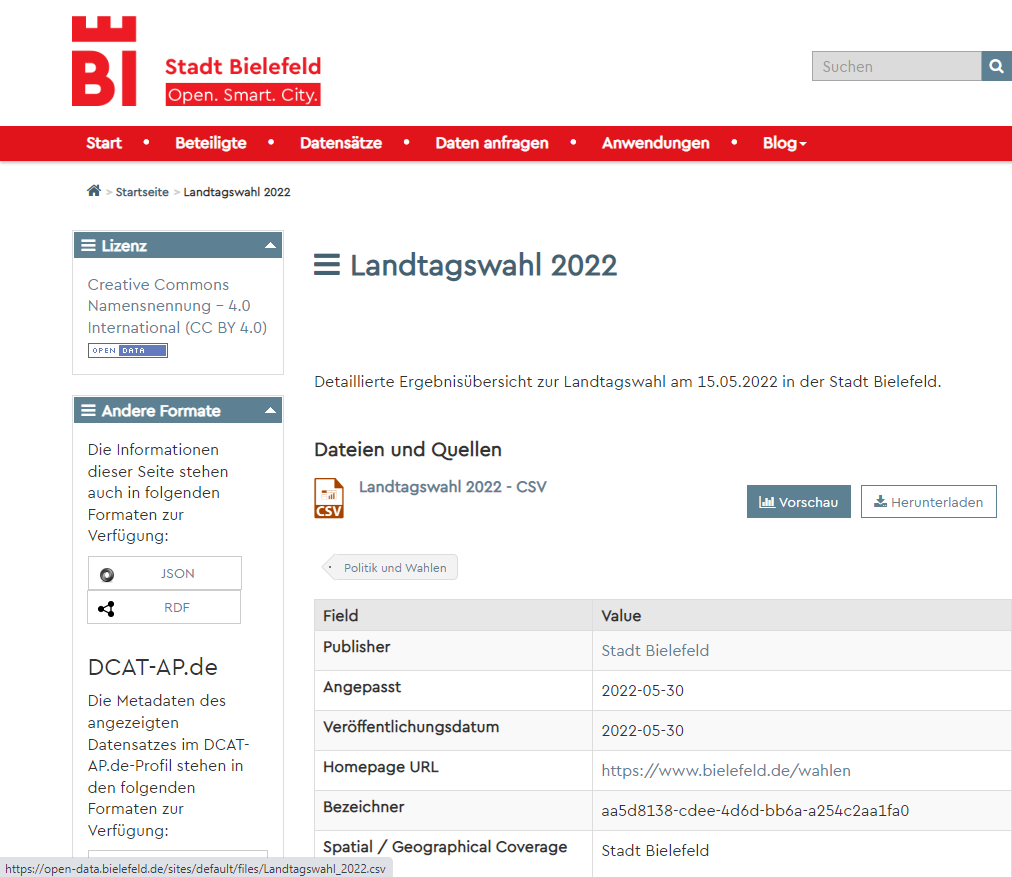 BI
Stadt Bielefeld
Open. Smart. City.
Suchen
Start • Beteiligte • Datensätze • Daten anfragen • Anwendungen • Blog
> Startseite > Landtagswahl 2022
Lizenz
Creative Commons
Namensnennung – 4.0
International (CC BY 4.0)
OPEN DATA
Andere Formate
Die Informationen
dieser Seite stehen
auch in folgenden
Formaten zur
Verfügung:
JSON
RDF
DCAT-AP.de
Die Metadaten des
angezeigten
Datensatzes im DCAT-
AP.de-Profil stehen in
den folgenden
Formaten zur
Verfügung:
Landtagswahl 2022
Detaillierte Ergebnisübersicht zur Landtagswahl am 15.05.2022 in der Stadt Bielefeld.
Dateien und Quellen
CSV
Landtagswahl 2022 - CSV
Vorschau
Herunterladen
Politik und Wahlen
Field Value
Publisher Stadt Bielefeld
Angepasst 2022-05-30
Veröffentlichungsdatum 2022-05-30
Homepage URL https://www.bielefeld.de/wahlen
Bezeichner aa5d8138-cdee-4d6d-bb6a-a254c2aa1fa0
Spatial / Geographical Coverage Stadt Bielefeld
https://open-data.bielefeld.de/sites/default/files/Landtagswahl_2022.csv